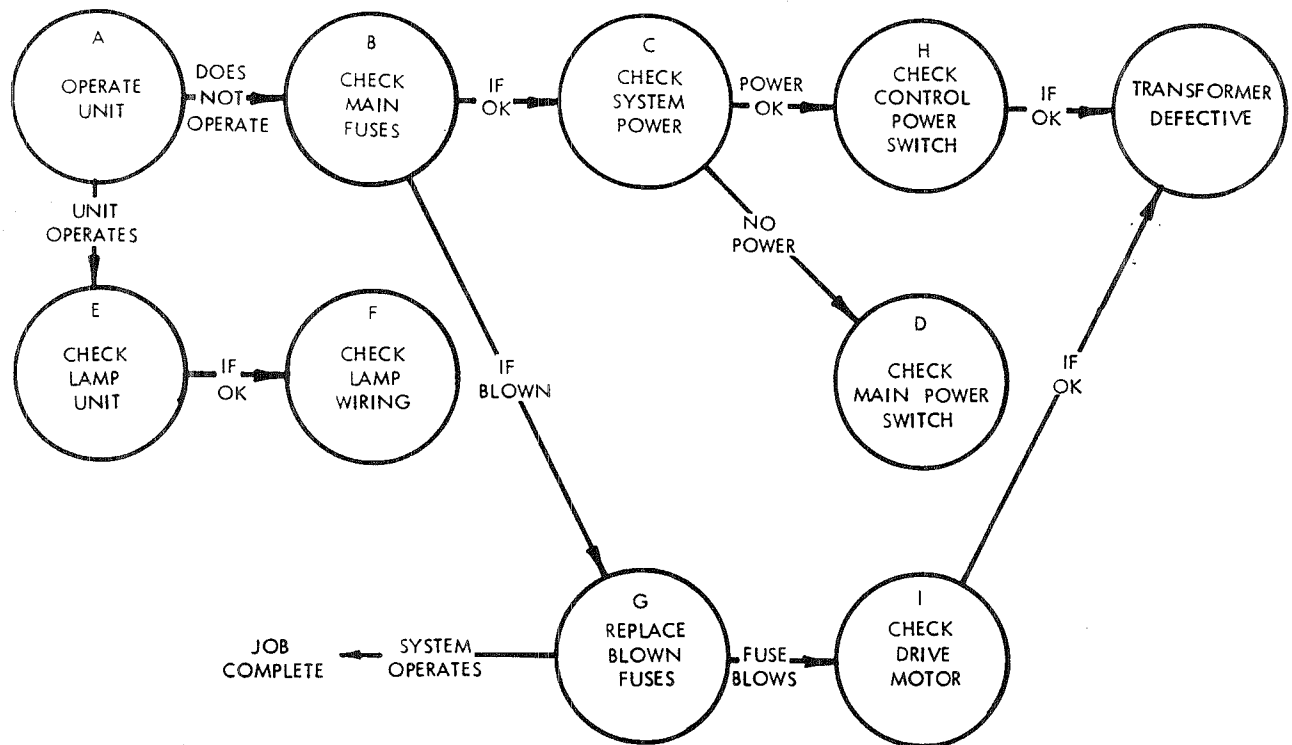 A
OPERATE
UNIT
DOES
NOT
OPERATE
B
CHECK
MAIN
FUSES
IF
OK
C
CHECK
SYSTEM
POWER
POWER
OK
H
CHECK
CONTROL
POWER
SWITCH
IF
OK
TRANSFORMER
DEFECTIVE
UNIT
OPERATES
NO
POWER
E
CHECK
LAMP
UNIT
IF
OK
F
CHECK
LAMP
WIRING
IF
BLOWN
D
CHECK
MAIN POWER
SWITCH
IF
OK
JOB
COMPLETE
SYSTEM
OPERATES
G
REPLACE
BLOWN
FUSES
FUSE
BLOWS
I
CHECK
DRIVE
MOTOR